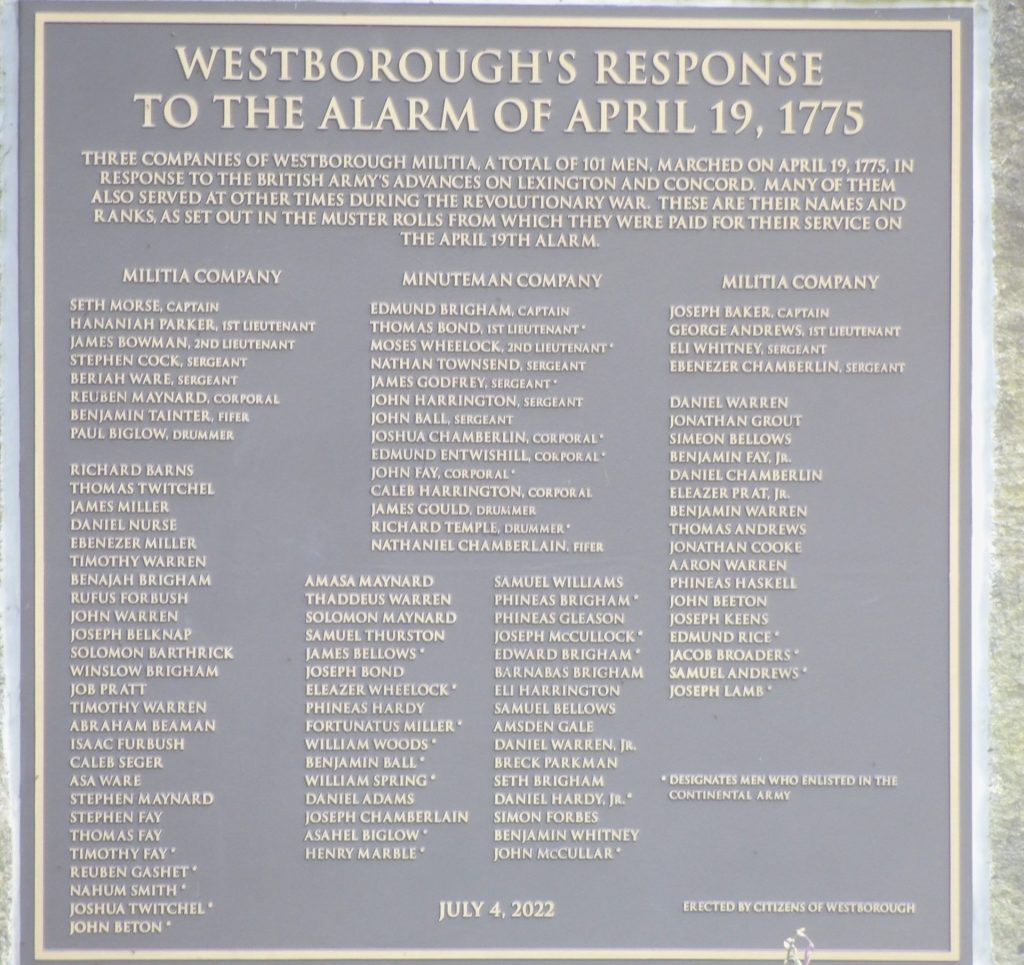 WESTBOROUGH'S RESPONSE
TO THE ALARM OF APRIL 19, 1775
THREE COMPANIES OF WESTBOROUGH MILITIA, A TOTAL OF 101 MEN, MARCHED ON APRIL 19, 1775, IN
RESPONSE TO THE BRITISH ARMY'S ADVANCES ON LEXINGTON AND CONCORD. MANY OF THEM
ALSO SERVED AT OTHER TIMES DURING THE REVOLUTIONARY WAR. THESE ARE THEIR NAMES AND
RANKS, AS SET OUT IN THE MUSTER ROLLS FROM WHICH THEY WERE PAID FOR THEIR SERVICE ON
THE APRIL 19TH ALARM.
MILITIA COMPANY
SETH MORSE, CAPTAIN
HANANIAH PARKER, 1ST LIEUTENANT
JAMES BOWMAN, 2ND LIEUTENANT
STEPHEN COCK, SERGEANT
BERIAH WARE, SERGEANT
REUBEN MAYNARD, CORPORAL
BENJAMIN TAINTER, FIFER
PAUL BIGLOW, DRUMMER
RICHARD BARNS
THOMAS TWITCHEL
JAMES MILLER
DANIEL NURSE
EBENEZER MILLER
TIMOTHY WARREN
BENAJAH BRIGHAM
RUFUS FORBUSH
JOHN WARREN
JOSEPH BELKNAP
SOLOMON BARTHRICK
WINSLOW BRIGHAM
JOB PRATT
TIMOTHY WARREN
ABRAHAM BEAMAN
ISAAC FURBUSH
CALEB SEGER
ASA WARE
STEPHEN MAYNARD
STEPHEN FAY
THOMAS FAY
TIMOTHY FAY *
REUBEN GASHET *
NAHUM SMITH *
JOSHUA TWITCHEL *
JOHN BETON *
MINUTEMAN COMPANY
EDMUND BRIGHAM, CAPTAIN
THOMAS BOND, 1ST LIEUTENANT *
MOSES WHEELOCK, 2ND LIEUTENANT *
NATHAN TOWNSEND, SERGEANT
JAMES GODFREY, SERGEANT *
JOHN HARRINGTON, SERGEANT
JOHN BALL, SERGEANT
JOSHUA CHAMBERLIN, CORPORAL *
EDMUND ENTWISHILL, CORPORAL *
JOHN FAY, CORPORAL *
CALEB HARRINGTON, CORPORAL
JAMES GOULD, DRUMMER
RICHARD TEMPLE, DRUMMER *
NATHANIEL CHAMBERLAIN, FIFER
AMASA MAYNARD
THADDEUS WARREN
SOLOMON MAYNARD
SAMUEL THURSTON
JAMES BELLOWS *
JOSEPH BOND
ELEAZER WHEELOCK *
PHINEAS HARDY
FORTUNATUS MILLER *
WILLIAM WOODS *
BENJAMIN BALL *
WILLIAM SPRING *
DANIEL ADAMS
JOSEPH CHAMBERLAIN
ASAHEL BIGLOW *
HENRY MARBLE *
SAMUEL WILLIAMS
PHINEAS BRIGHAM *
PHINEAS GLEASON
JOSEPH McCULLOCK *
EDWARD BRIGHAM *
BARNABAS BRIGHAM
ELI HARRINGTON
SAMUEL BELLOWS
AMSDEN GALE
DANIEL WARREN, Jr.
BRECK PARKMAN
SETH BRIGHAM
DANIEL HARDY, Jr. *
SIMON FORBES
BENJAMIN WHITNEY
JOHN McCULLAR *
MILITIA COMPANY
JOSEPH BAKER, CAPTAIN
GEORGE ANDREWS, 1ST LIEUTENANT
ELI WHITNEY, SERGEANT
EBENEZER CHAMBERLIN, SERGEANT
DANIEL WARREN
JONATHAN GROUT
SIMEON BELLOWS
BENJAMIN FAY, Jr.
DANIEL CHAMBERLIN
ELEAZER PRAT, Jr.
BENJAMIN WARREN
THOMAS ANDREWS
JONATHAN COOKE
AARON WARREN
PHINEAS HASKELL
JOHN BEETON
JOSEPH KEENS
EDMUND RICE *
JACOB BROADERS *
SAMUEL ANDREWS *
JOSEPH LAMB *
* DESIGNATES MEN WHO ENLISTED IN THE
CONTINENTAL ARMY
JULY 4, 2022
ERECTED BY CITIZENS OF WESTBOROUGH